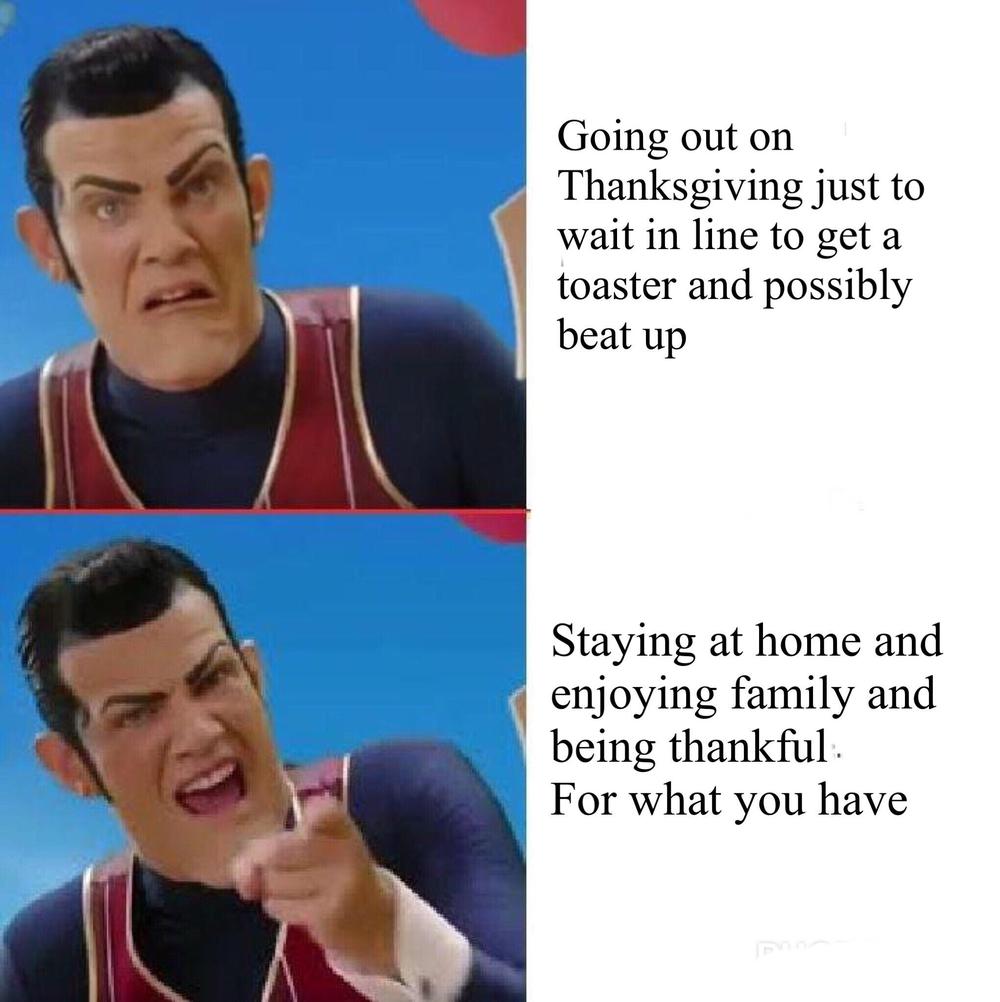 Going out on
Thanksgiving just to
wait in line to get a
toaster and possibly
beat up
Staying at home and
enjoying family and
being thankful
For what you have